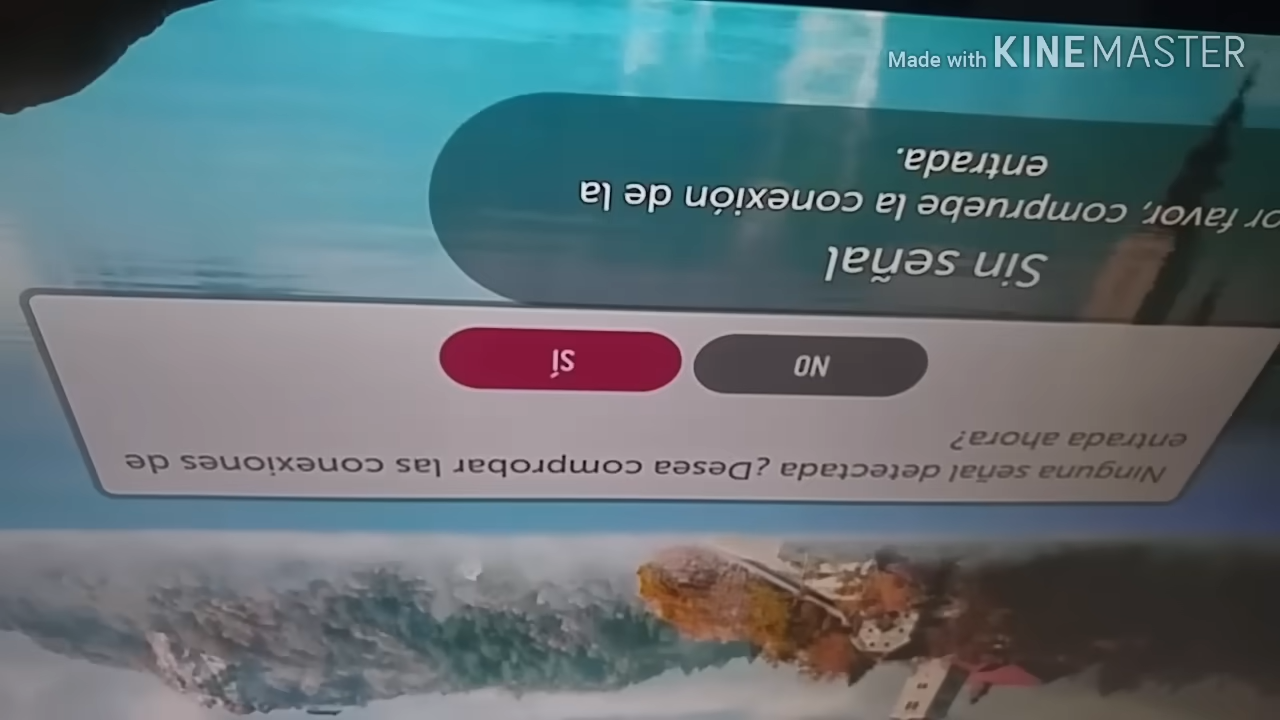 Made with KINEMASTER
Ninguna señal detectada ¿Desea comprobar las conexiones de
entrada ahora?
NO
SÍ
Sin señal
or favor, compruebe la conexión de la
entrada.